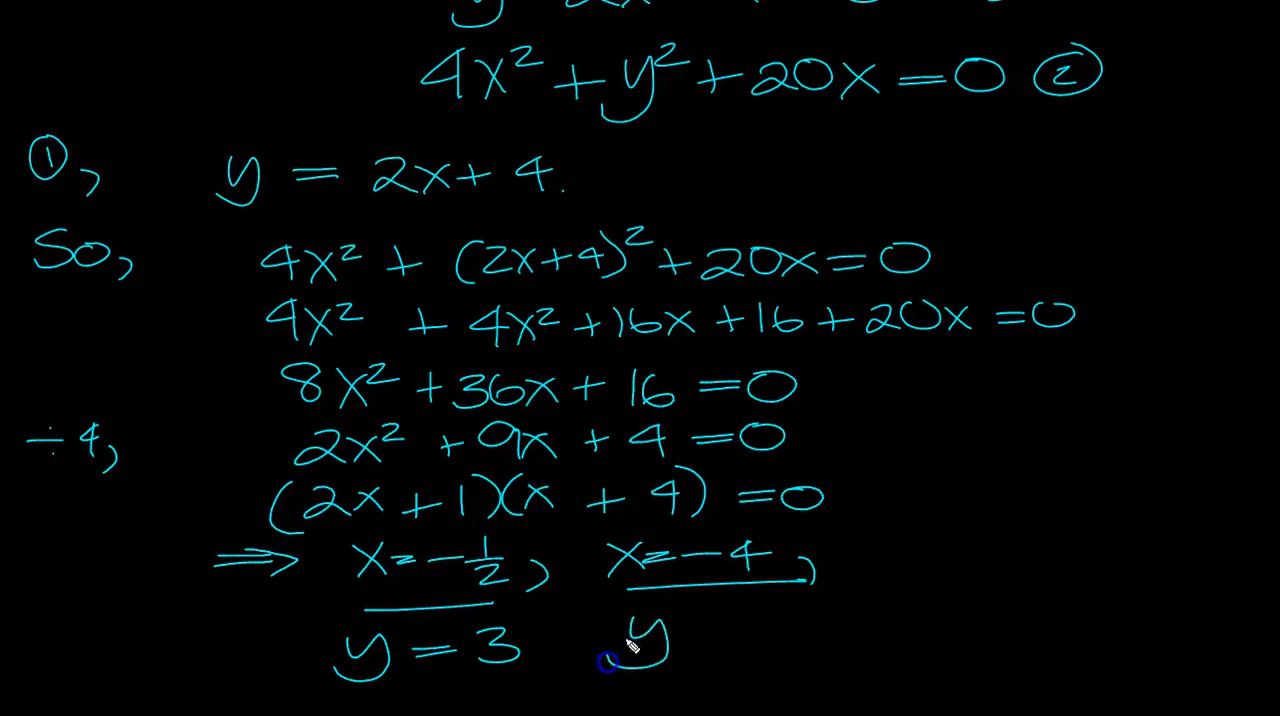 4x² + y² + 20x = 0 ②
①, y = 2x + 4.
So, 4x² + (2x+4)² + 20x = 0
4x² + 4x² + 16x + 16 + 20x = 0
8x² + 36x + 16 = 0
÷4, 2x² + 9x + 4 = 0
(2x + 1)(x + 4) = 0
⇒ x = -1/2, x = -4,
y = 3 y